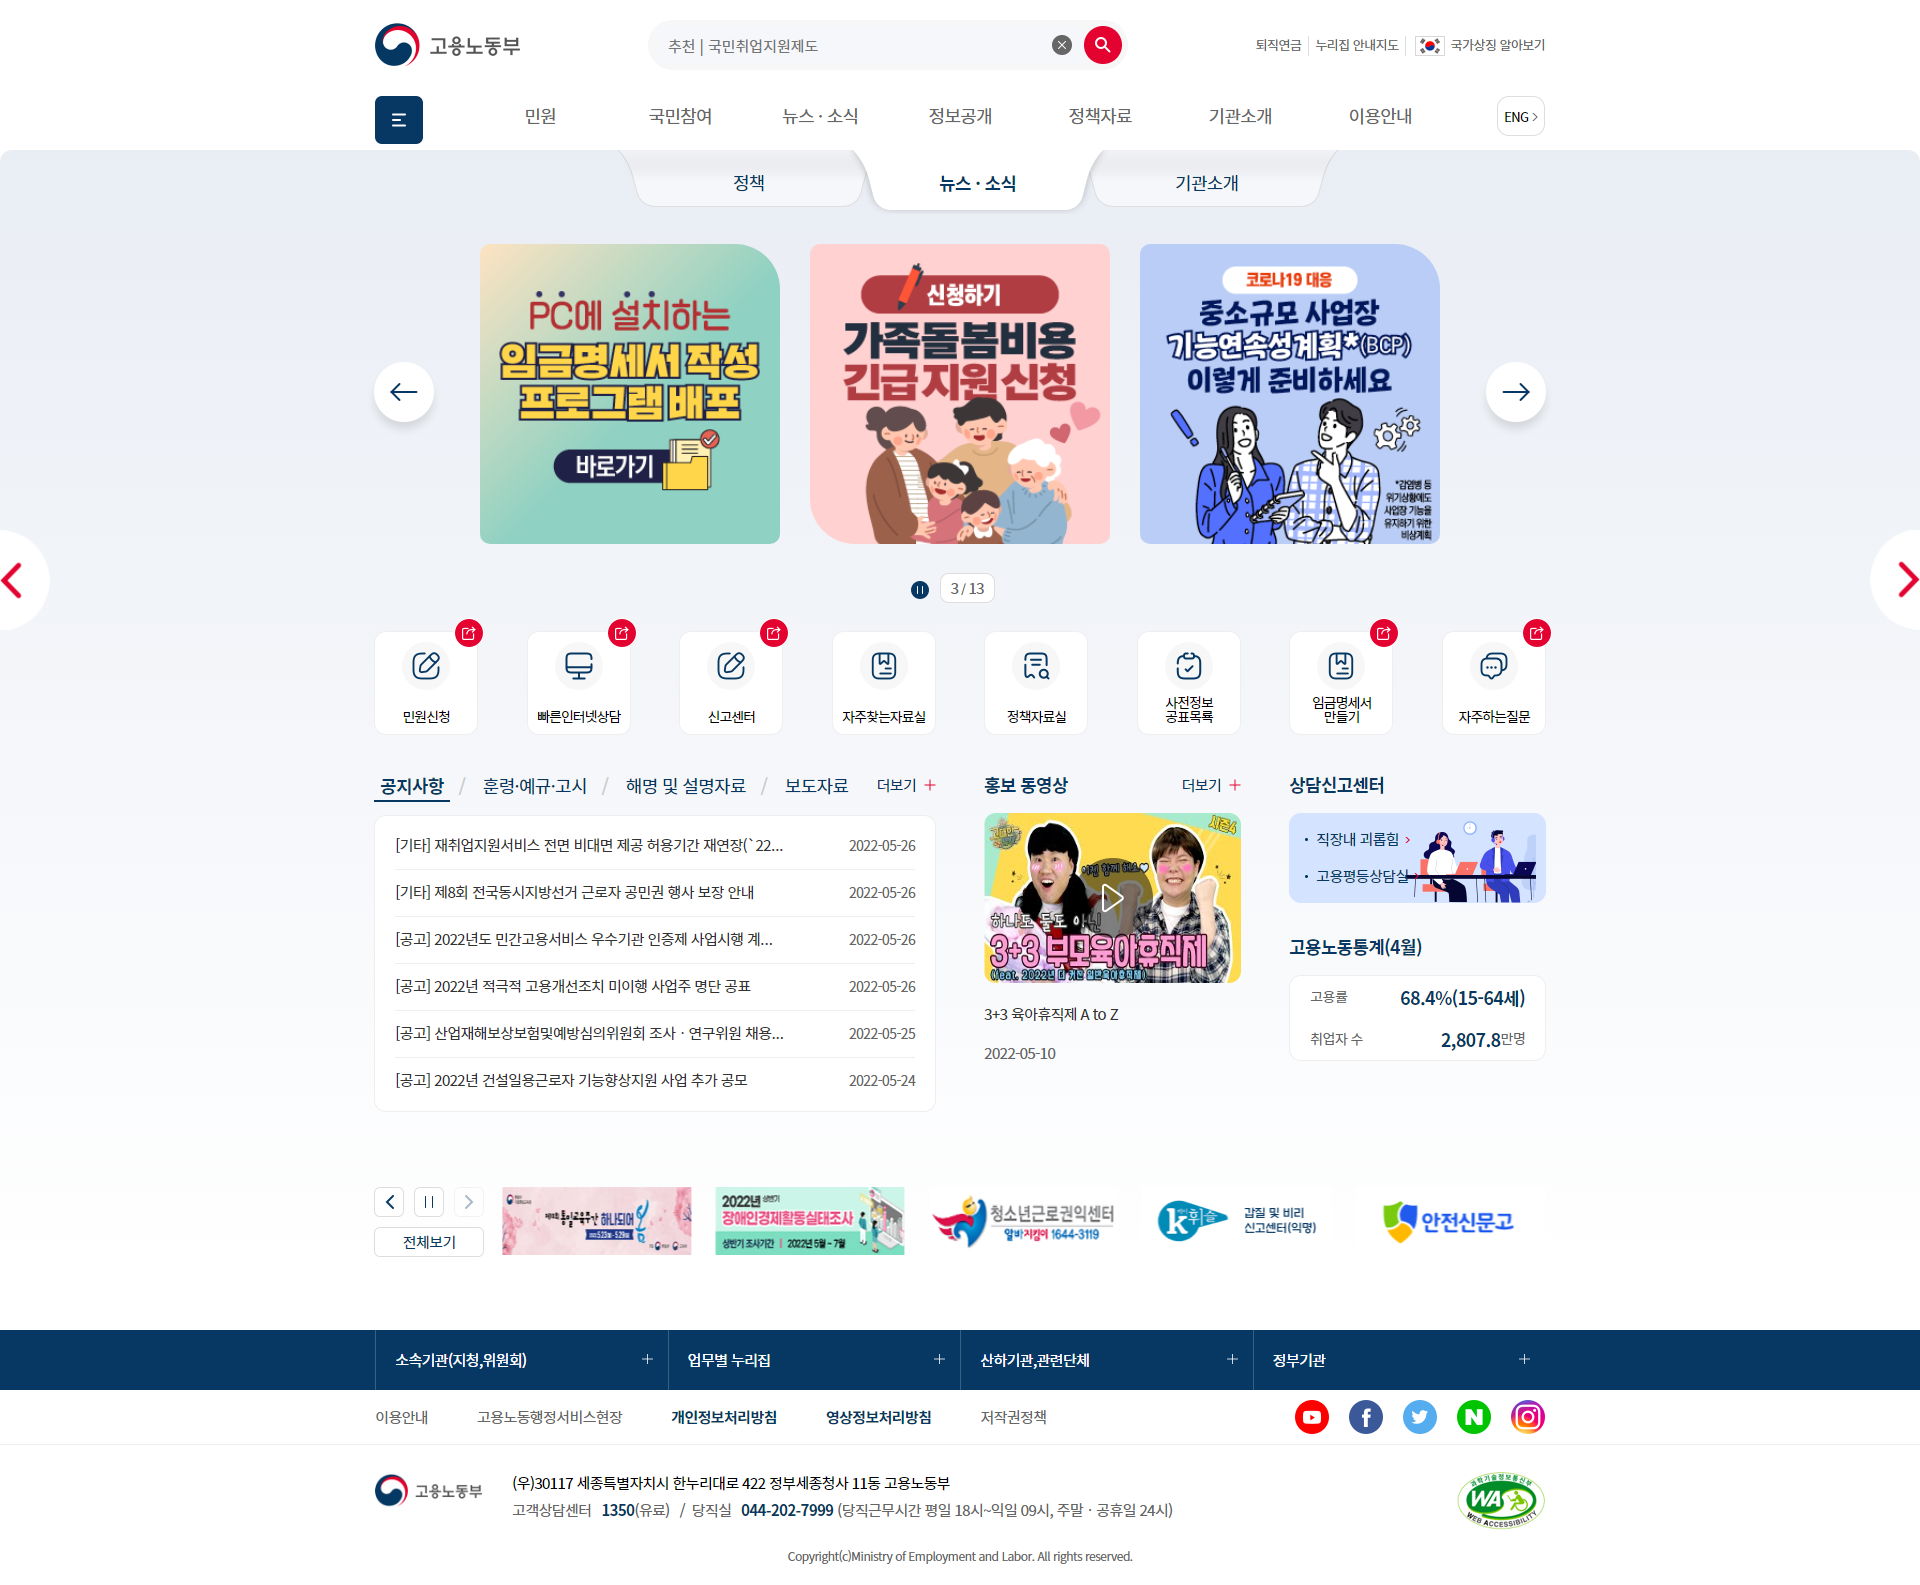 고용노동부
추천 | 국민취업지원제도
퇴직연금
누리집 안내지도
국가상징 알아보기
민원
국민참여
뉴스 · 소식
정보공개
정책자료
기관소개
이용안내
ENG
정책
뉴스 · 소식
기관소개
PC에 설치하는
임금명세서 작성
프로그램 배포
바로가기
신청하기
가족돌봄비용
긴급 지원 신청
코로나19 대응
중소규모 사업장
기능연속성계획*(BCP)
이렇게 준비하세요
*감염병 등
위기상황에도
사업장 기능을
유지하기 위한
비상계획
3 / 13
민원신청
빠른인터넷상담
신고센터
자주찾는자료실
정책자료실
사전정보
공표목록
임금명세서
만들기
자주하는질문
공지사항 / 훈령·예규·고시 / 해명 및 설명자료 / 보도자료
더보기 +
[기타] 재취업지원서비스 전면 비대면 제공 허용기간 재연장(`22... 2022-05-26
[기타] 제8회 전국동시지방선거 근로자 공민권 행사 보장 안내 2022-05-26
[공고] 2022년도 민간고용서비스 우수기관 인증제 사업시행 계... 2022-05-26
[공고] 2022년 적극적 고용개선조치 미이행 사업주 명단 공표 2022-05-26
[공고] 산업재해보상보험및예방심의위원회 조사ㆍ연구위원 채용... 2022-05-25
[공고] 2022년 건설일용근로자 기능향상지원 사업 추가 공모 2022-05-24
홍보 동영상
더보기 +
시즌4
하나도 둘도 아닌
3+3 부모육아휴직제
3+3 육아휴직제 A to Z
2022-05-10
상담신고센터
· 직장내 괴롭힘
· 고용평등상담실
고용노동통계(4월)
고용률 68.4%(15-64세)
취업자 수 2,807.8만명
전체보기
통일교육주간 하나되어 봄
2022년 상반기
장애인경제활동실태조사
상반기 조사기간 | 2022년 5월 ~ 7월
청소년근로권익센터
알바지킴이 1644-3119
k휘슬
갑질 및 비리
신고센터(익명)
안전신문고
소속기관(지청,위원회)
업무별 누리집
산하기관,관련단체
정부기관
이용안내
고용노동행정서비스헌장
개인정보처리방침
영상정보처리방침
저작권정책
고용노동부
(우)30117 세종특별자치시 한누리대로 422 정부세종청사 11동 고용노동부
고객상담센터 1350(유료) / 당직실 044-202-7999 (당직근무시간 평일 18시~익일 09시, 주말ㆍ공휴일 24시)
과학기술정보통신부
WA
WEB ACCESSIBILITY
Copyright(c)Ministry of Employment and Labor. All rights reserved.